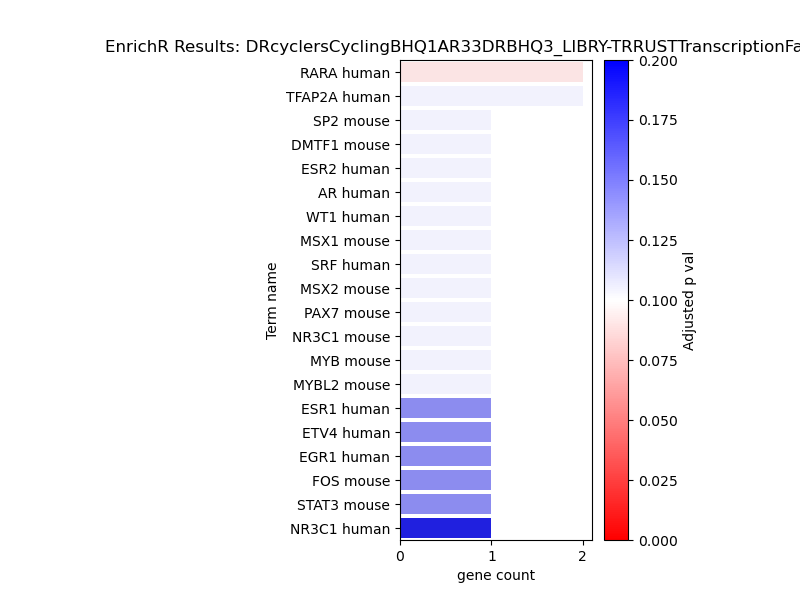 EnrichR Results: DRcyclersCyclingBHQ1AR33DRBHQ3_LIBRY-TRRUSTTranscriptionFa
RARA human
TFAP2A human
SP2 mouse
DMTF1 mouse
ESR2 human
AR human
WT1 human
MSX1 mouse
SRF human
MSX2 mouse
PAX7 mouse
NR3C1 mouse
MYB mouse
MYBL2 mouse
ESR1 human
ETV4 human
EGR1 human
FOS mouse
STAT3 mouse
NR3C1 human
Term name
0 1 2
gene count
0.200
0.175
0.150
0.125
0.100
0.075
0.050
0.025
0.000
Adjusted p val